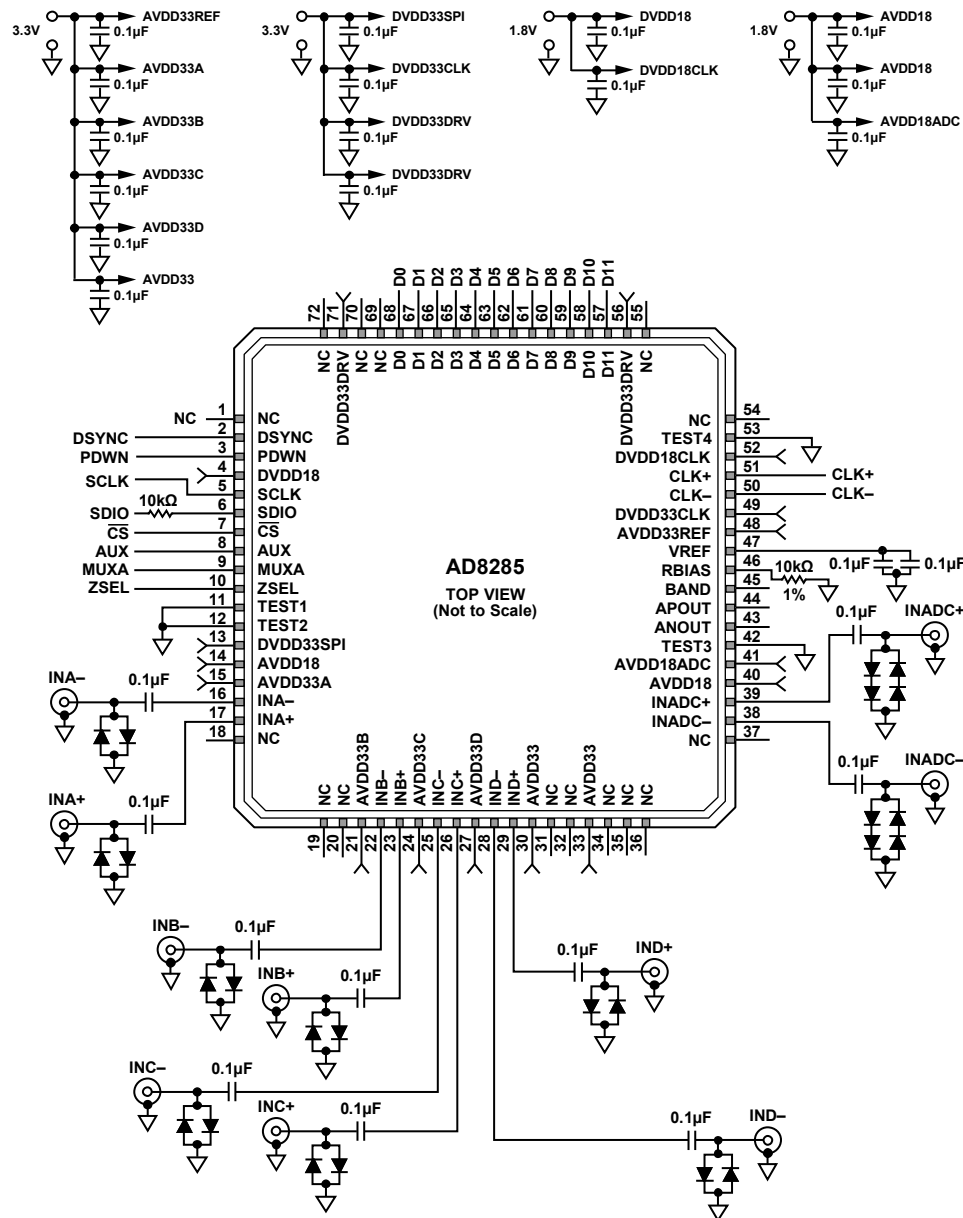 3.3V
AVDD33REF
0.1µF
AVDD33A
0.1µF
AVDD33B
0.1µF
AVDD33C
0.1µF
AVDD33D
0.1µF
AVDD33
0.1µF
3.3V
DVDD33SPI
0.1µF
DVDD33CLK
0.1µF
DVDD33DRV
0.1µF
DVDD33DRV
0.1µF
1.8V
DVDD18
0.1µF
DVDD18CLK
0.1µF
1.8V
AVDD18
0.1µF
AVDD18
0.1µF
AVDD18ADC
0.1µF
D0 D1 D2 D3 D4 D5 D6 D7 D8 D9 D10 D11
72 71 70 69 68 67 66 65 64 63 62 61 60 59 58 57 56 55
NC DVDD33DRV NC NC D0 D1 D2 D3 D4 D5 D6 D7 D8 D9 D10 D11 DVDD33DRV NC
NC 1 NC
DSYNC 2 DSYNC
PDWN 3 PDWN
4 DVDD18
SCLK 5 SCLK
SDIO 10kΩ 6 SDIO
CS 7 CS
AUX 8 AUX
MUXA 9 MUXA
ZSEL 10 ZSEL
11 TEST1
12 TEST2
13 DVDD33SPI
14 AVDD18
15 AVDD33A
INA– 0.1µF 16 INA–
17 INA+
18 NC
INA+ 0.1µF
AD8285
TOP VIEW
(Not to Scale)
NC 54
TEST4 53
DVDD18CLK 52
CLK+ 51 CLK+
CLK– 50 CLK–
DVDD33CLK 49
AVDD33REF 48
VREF 47 0.1µF 0.1µF
RBIAS 46 10kΩ 1%
BAND 45
APOUT 44
ANOUT 43
TEST3 42
AVDD18ADC 41
AVDD18 40
INADC+ 39 0.1µF INADC+
INADC– 38
NC 37
0.1µF INADC–
NC NC AVDD33B INB– INB+ AVDD33C INC– INC+ AVDD33D IND– IND+ AVDD33 NC NC AVDD33 NC NC NC
19 20 21 22 23 24 25 26 27 28 29 30 31 32 33 34 35 36
INB– 0.1µF
INB+ 0.1µF
0.1µF IND+
INC– 0.1µF
INC+ 0.1µF
0.1µF IND–